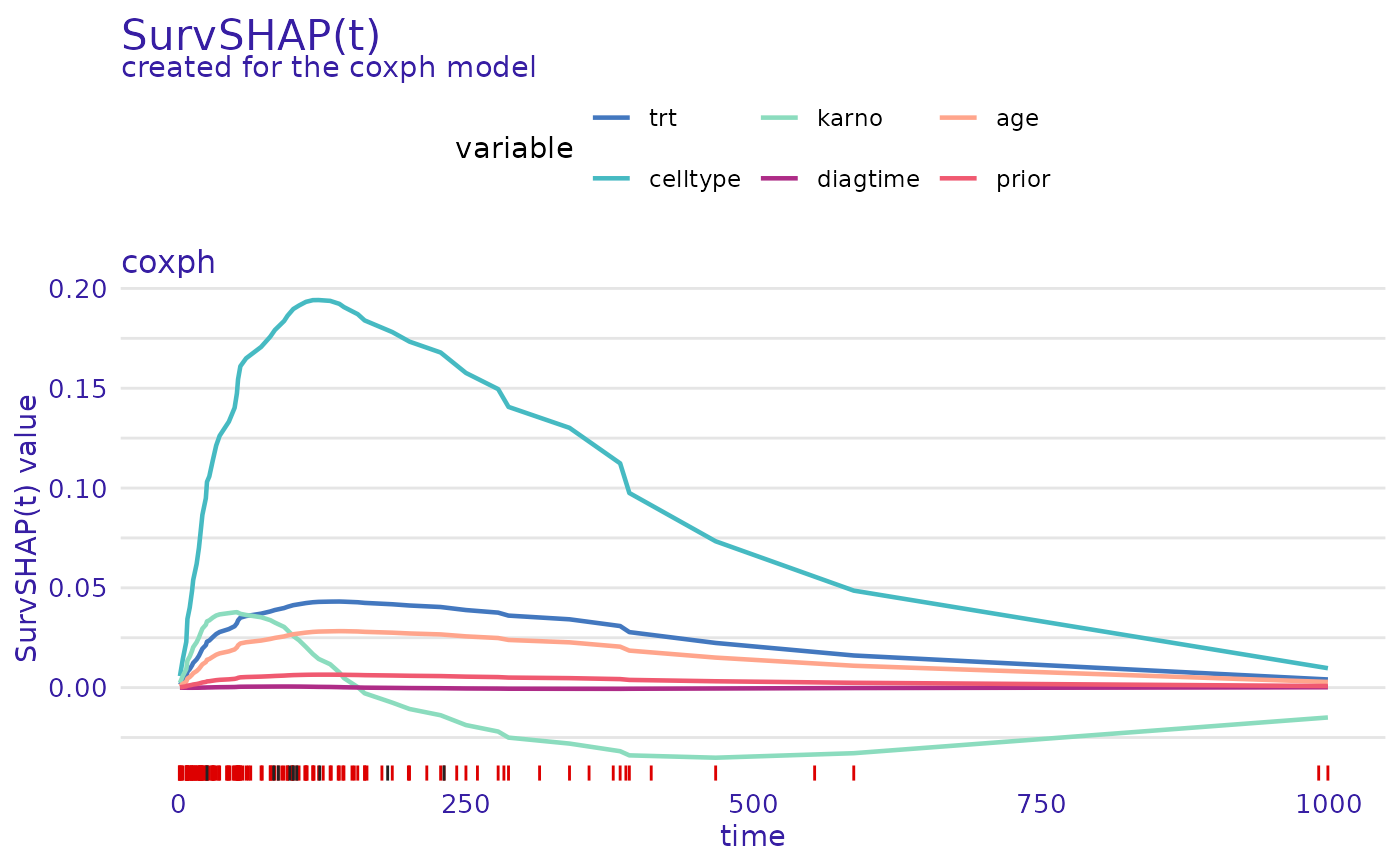 SurvSHAP(t)
created for the coxph model
trt karno age
variable
celltype diagtime prior
coxph
0.20
0.15
0.10
0.05
0.00
SurvSHAP(t) value
0 250 500 750 1000
time